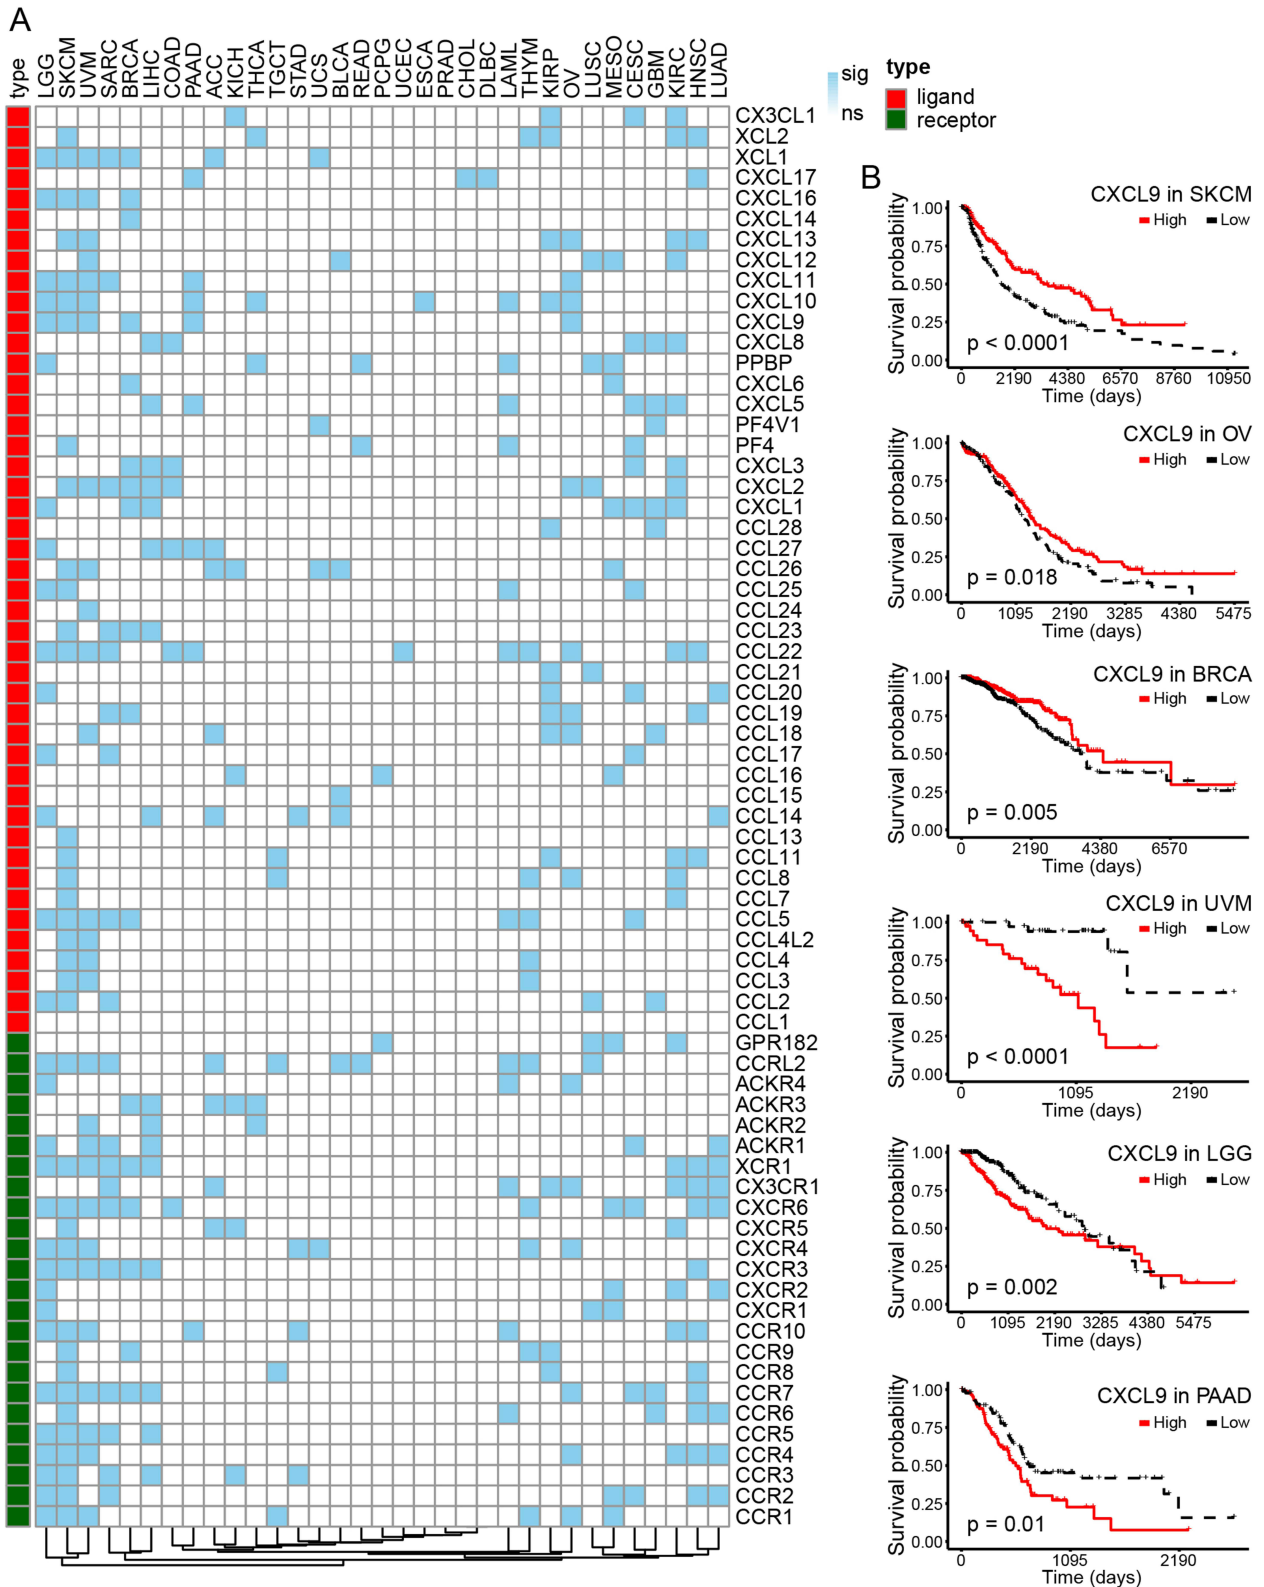 A
type
LGG
SKCM
UVM
SARC
BRCA
LIHC
COAD
PAAD
ACC
KICH
THCA
TGCT
STAD
UCS
BLCA
READ
PCPG
UCEC
ESCA
PRAD
CHOL
DLBC
LAML
THYM
KIRP
OV
LUSC
MESO
CESC
GBM
KIRC
HNSC
LUAD
sig
ns
type
ligand
receptor
CX3CL1
XCL2
XCL1
CXCL17
CXCL16
CXCL14
CXCL13
CXCL12
CXCL11
CXCL10
CXCL9
CXCL8
PPBP
CXCL6
CXCL5
PF4V1
PF4
CXCL3
CXCL2
CXCL1
CCL28
CCL27
CCL26
CCL25
CCL24
CCL23
CCL22
CCL21
CCL20
CCL19
CCL18
CCL17
CCL16
CCL15
CCL14
CCL13
CCL11
CCL8
CCL7
CCL5
CCL4L2
CCL4
CCL3
CCL2
CCL1
GPR182
CCRL2
ACKR4
ACKR3
ACKR2
ACKR1
XCR1
CX3CR1
CXCR6
CXCR5
CXCR4
CXCR3
CXCR2
CXCR1
CCR10
CCR9
CCR8
CCR7
CCR6
CCR5
CCR4
CCR3
CCR2
CCR1
B
CXCL9 in SKCM
High Low
Survival probability
1.00
0.75
0.50
0.25
0.00
p < 0.0001
0 2190 4380 6570 8760 10950
Time (days)
CXCL9 in OV
High Low
Survival probability
1.00
0.75
0.50
0.25
0.00
p = 0.018
0 1095 2190 3285 4380 5475
Time (days)
CXCL9 in BRCA
High Low
Survival probability
1.00
0.75
0.50
0.25
0.00
p = 0.005
0 2190 4380 6570
Time (days)
CXCL9 in UVM
High Low
Survival probability
1.00
0.75
0.50
0.25
0.00
p < 0.0001
0 1095 2190
Time (days)
CXCL9 in LGG
High Low
Survival probability
1.00
0.75
0.50
0.25
0.00
p = 0.002
0 1095 2190 3285 4380 5475
Time (days)
CXCL9 in PAAD
High Low
Survival probability
1.00
0.75
0.50
0.25
0.00
p = 0.01
0 1095 2190
Time (days)